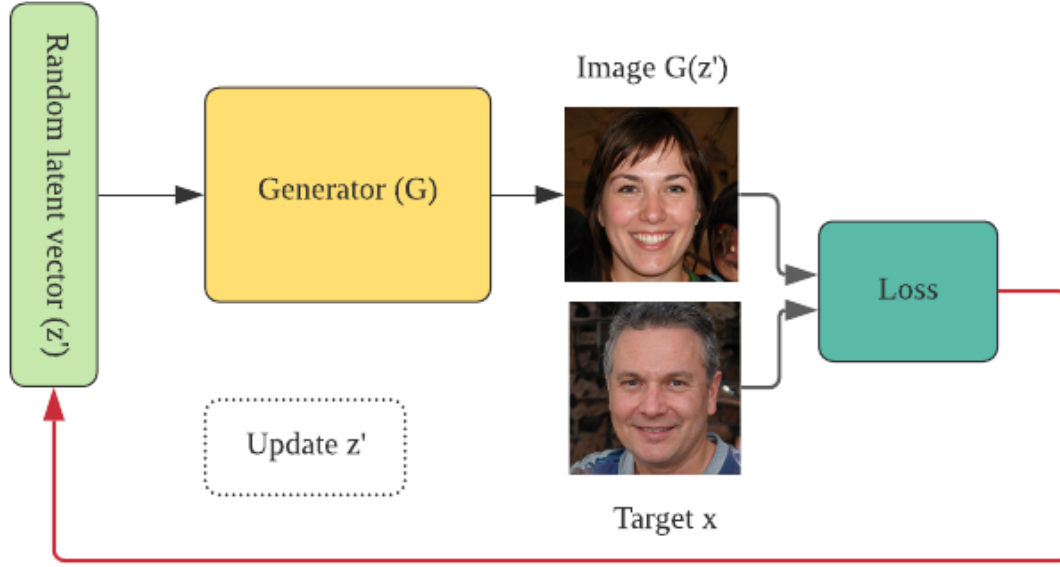 Random latent vector (z')
Generator (G)
Image G(z')
Loss
Update z'
Target x